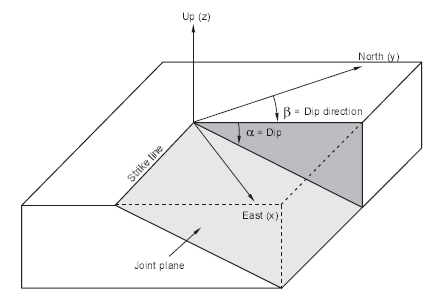 Up (z)
North (y)
β = Dip direction
α = Dip
Strike line
East (x)
Joint plane